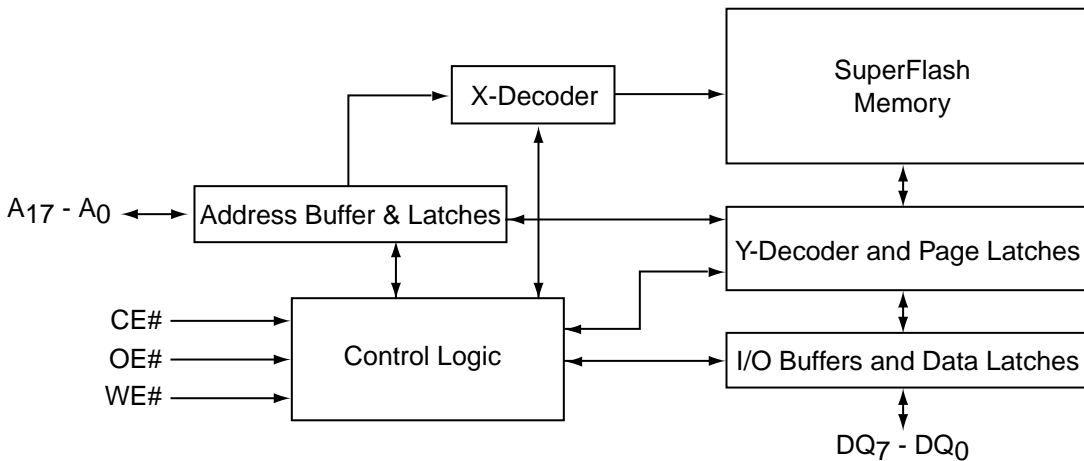 SuperFlash
Memory
X-Decoder
A17 - A0
Address Buffer & Latches
Y-Decoder and Page Latches
CE#
OE#
WE#
Control Logic
I/O Buffers and Data Latches
DQ7 - DQ0